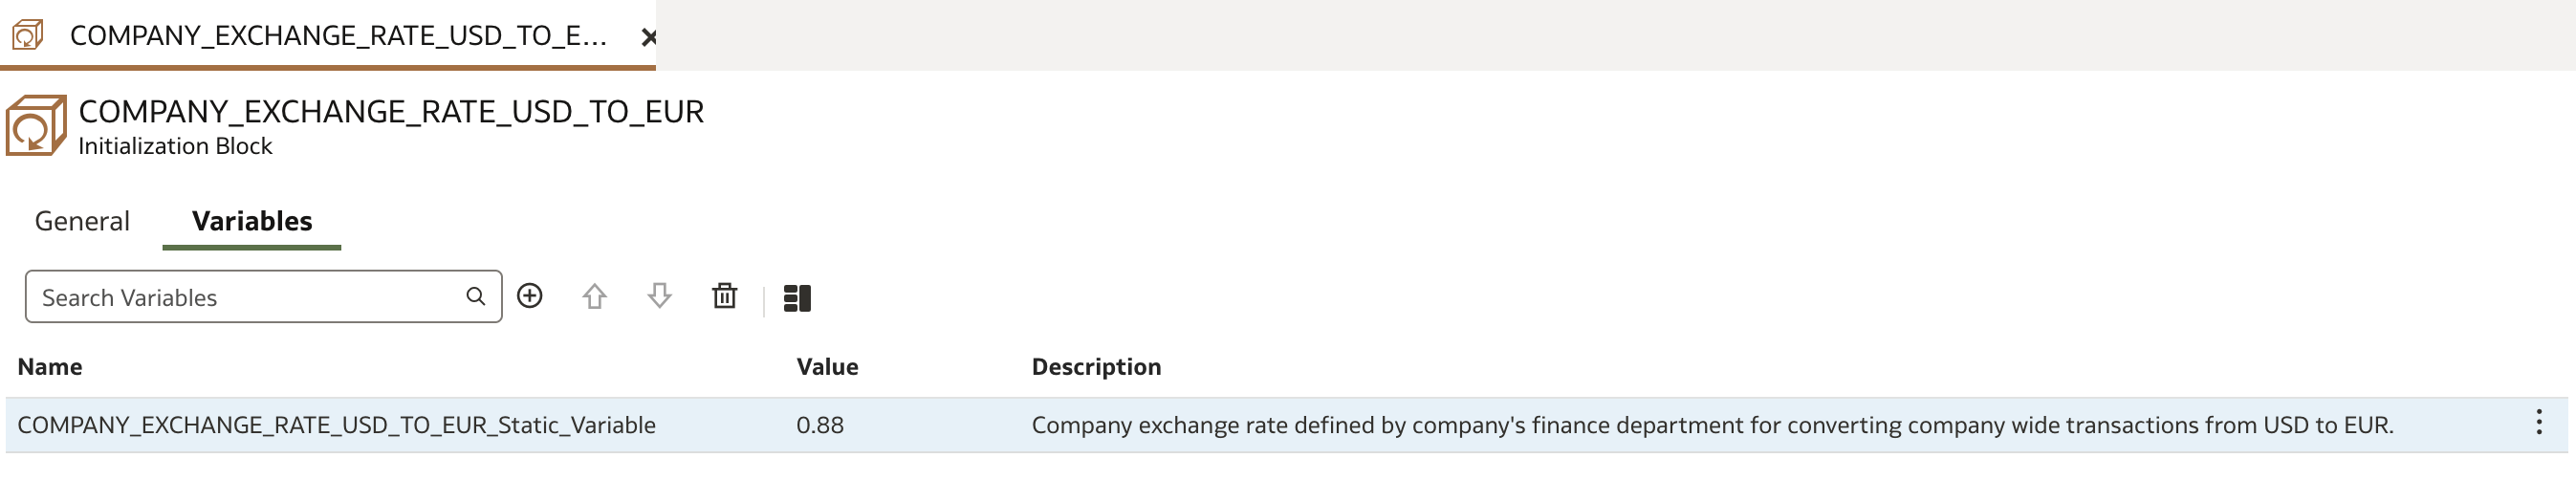 COMPANY_EXCHANGE_RATE_USD_TO_E...
COMPANY_EXCHANGE_RATE_USD_TO_EUR
Initialization Block
General Variables
Search Variables
Name Value Description
COMPANY_EXCHANGE_RATE_USD_TO_EUR_Static_Variable 0.88 Company exchange rate defined by company's finance department for converting company wide transactions from USD to EUR.